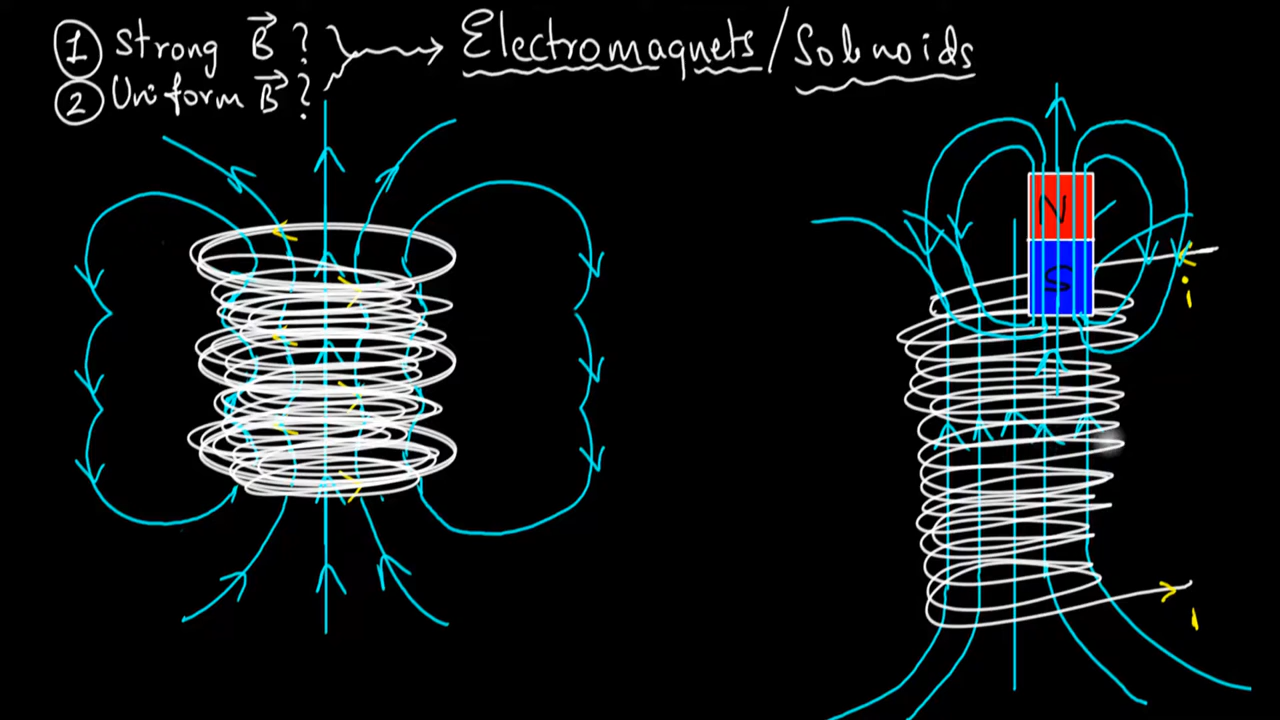 ① Strong B⃗ ?
② Uniform B⃗ ?
Electromagnets/Solenoids
N
S
i
i